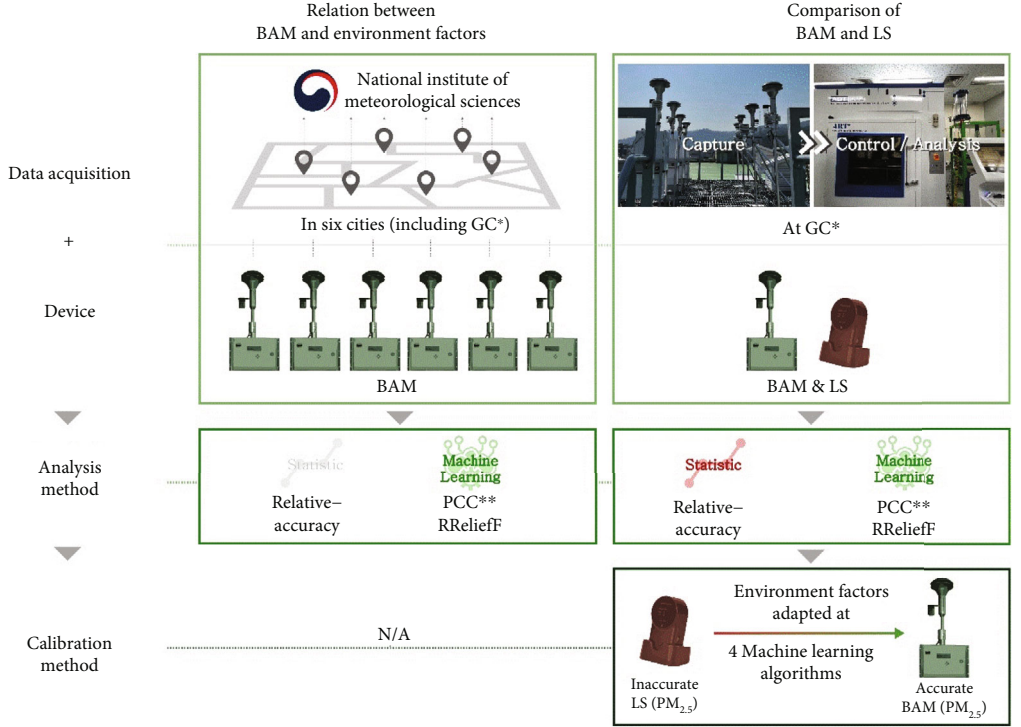 Relation between
BAM and environment factors
Comparison of
BAM and LS
National institute of
meteorological sciences
Capture
Control / Analysis
Data acquisition
In six cities (including GC*)
At GC*
+
Device
BAM
BAM & LS
Analysis
method
Statistic
Machine
Learning
Relative–
accuracy
PCC**
RReliefF
Statistic
Machine
Learning
Relative–
accuracy
PCC**
RReliefF
Calibration
method
N/A
Environment factors
adapted at
4 Machine learning
algorithms
Inaccurate
LS (PM2.5)
Accurate
BAM (PM2.5)